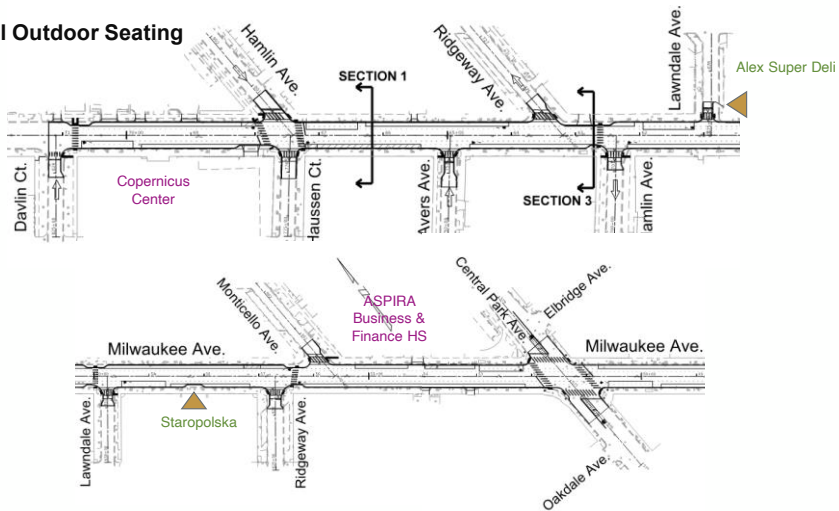 l Outdoor Seating
Hamlin Ave.
SECTION 1
Ridgeway Ave.
Lawndale Ave.
Alex Super Deli
Davlin Ct.
Copernicus
Center
Haussen Ct.
Avers Ave.
SECTION 3
amlin Ave.
Monticello Ave.
ASPIRA
Business &
Finance HS
Central Park Ave
Elbridge Ave.
Milwaukee Ave.
Milwaukee Ave.
Lawndale Ave.
Staropolska
Ridgeway Ave.
Oakdale Ave.